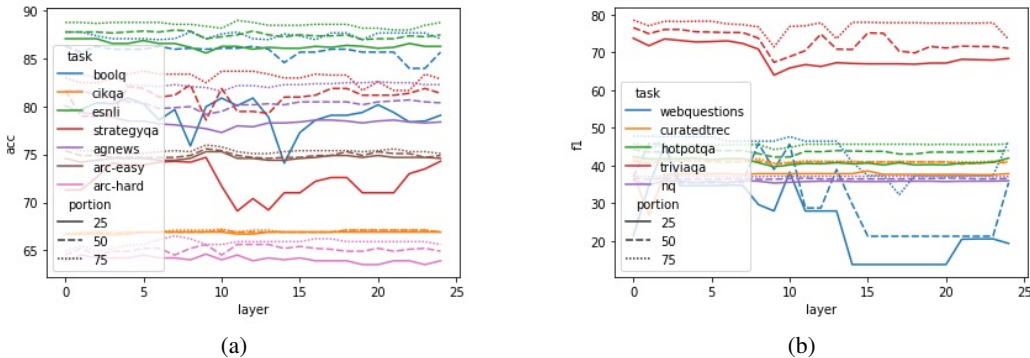 90
85
80
75
70
65
acc
task
boolq
cikqa
esnli
strategyqa
agnews
arc-easy
arc-hard
portion
25
50
75
0 5 10 15 20 25
layer
(a)
80
70
60
50
40
30
20
f1
task
webquestions
curatedtrec
hotpotqa
triviaqa
nq
portion
25
50
75
0 5 10 15 20 25
layer
(b)